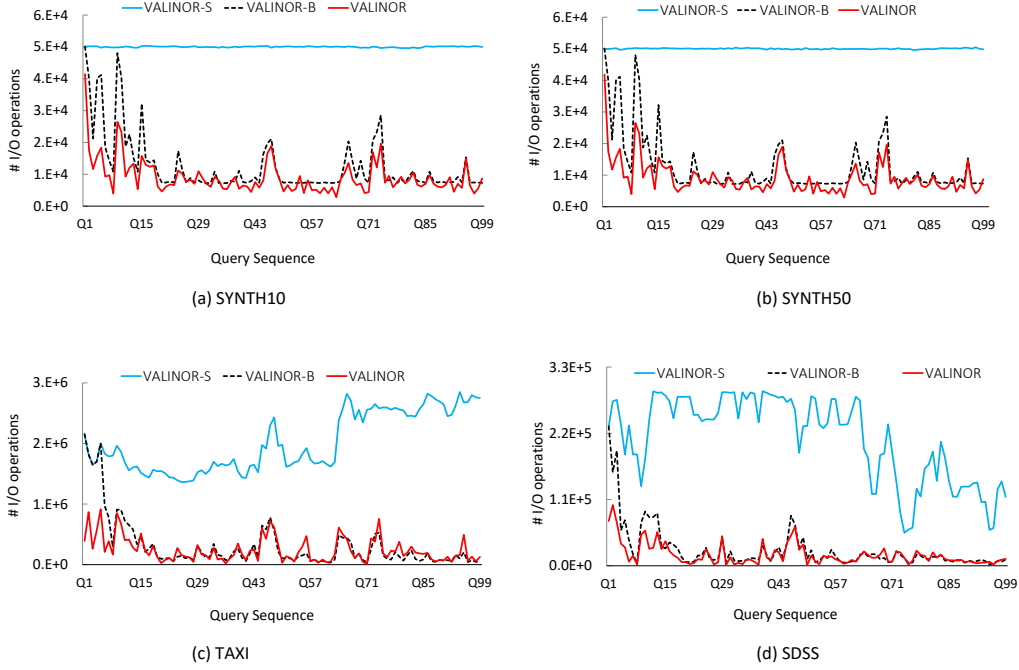 VALINOR-S VALINOR-B VALINOR
6.E+4
5.E+4
4.E+4
3.E+4
2.E+4
1.E+4
0.E+0
# I/O operations
Q1 Q15 Q29 Q43 Q57 Q71 Q85 Q99
Query Sequence
(a) SYNTH10
VALINOR-S VALINOR-B VALINOR
6.E+4
5.E+4
4.E+4
3.E+4
2.E+4
1.E+4
0.E+0
# I/O operations
Q1 Q15 Q29 Q43 Q57 Q71 Q85 Q99
Query Sequence
(b) SYNTH50
VALINOR-S VALINOR-B VALINOR
3.E+6
2.E+6
1.E+6
0.E+0
# I/O operations
Q1 Q15 Q29 Q43 Q57 Q71 Q85 Q99
Query Sequence
(c) TAXI
VALINOR-S VALINOR-B VALINOR
3.3E+5
2.2E+5
1.1E+5
0.0E+0
# I/O operations
Q1 Q15 Q29 Q43 Q57 Q71 Q85 Q99
Query Sequence
(d) SDSS